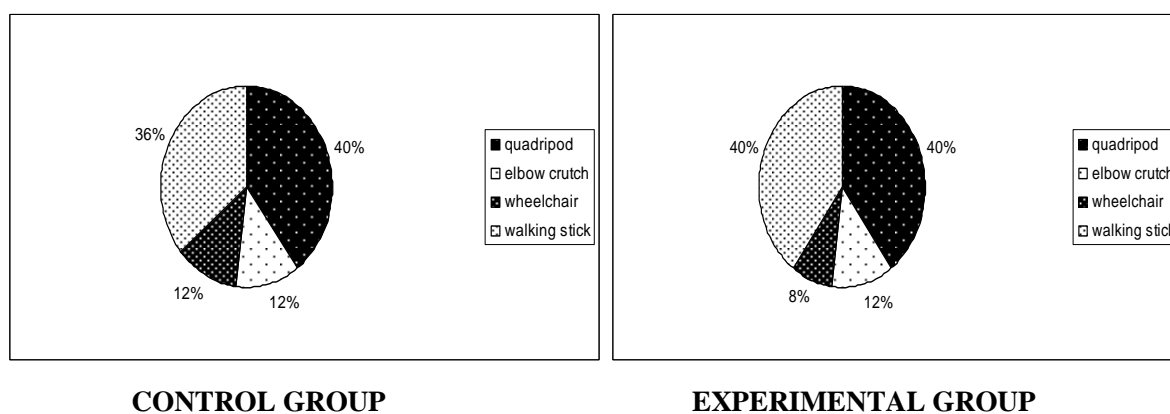 36%
40%
12%
12%
quadripod
elbow crutch
wheelchair
walking stick
40%
40%
8%
12%
quadripod
elbow crutch
wheelchair
walking stick
CONTROL GROUP
EXPERIMENTAL GROUP